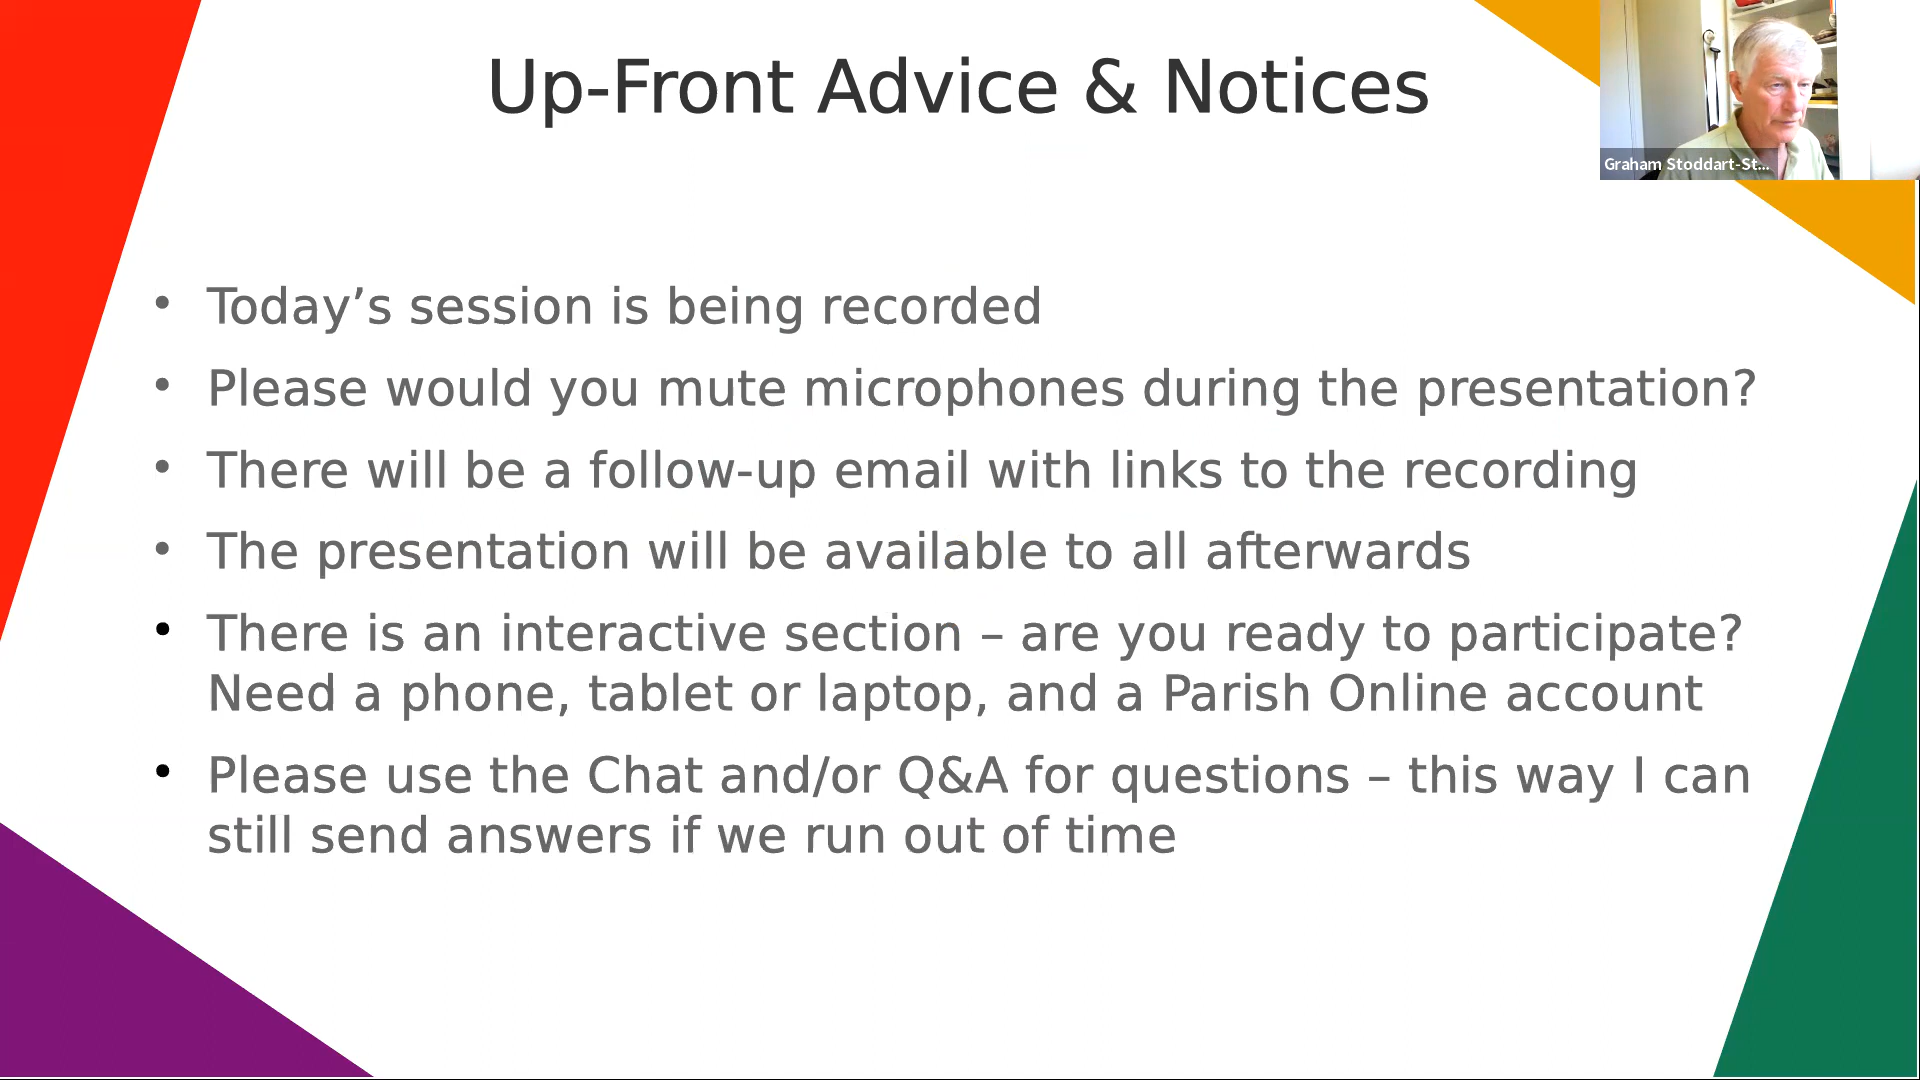 Up-Front Advice & Notices
Graham Stoddart-St...
• Today’s session is being recorded
• Please would you mute microphones during the presentation?
• There will be a follow-up email with links to the recording
• The presentation will be available to all afterwards
• There is an interactive section – are you ready to participate?
Need a phone, tablet or laptop, and a Parish Online account
• Please use the Chat and/or Q&A for questions – this way I can
still send answers if we run out of time